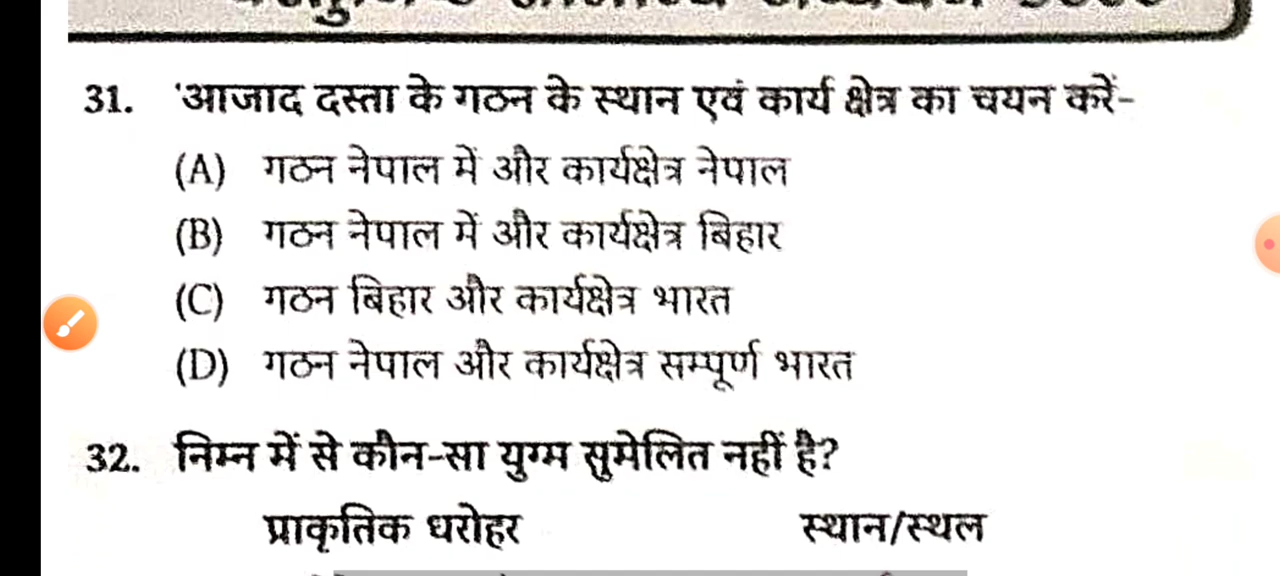 31. 'आजाद दस्ता के गठन के स्थान एवं कार्य क्षेत्र का चयन करें-
(A) गठन नेपाल में और कार्यक्षेत्र नेपाल
(B) गठन नेपाल में और कार्यक्षेत्र बिहार
(C) गठन बिहार और कार्यक्षेत्र भारत
(D) गठन नेपाल और कार्यक्षेत्र सम्पूर्ण भारत
32. निम्न में से कौन-सा युग्म सुमेलित नहीं है?
प्राकृतिक धरोहर स्थान/स्थल